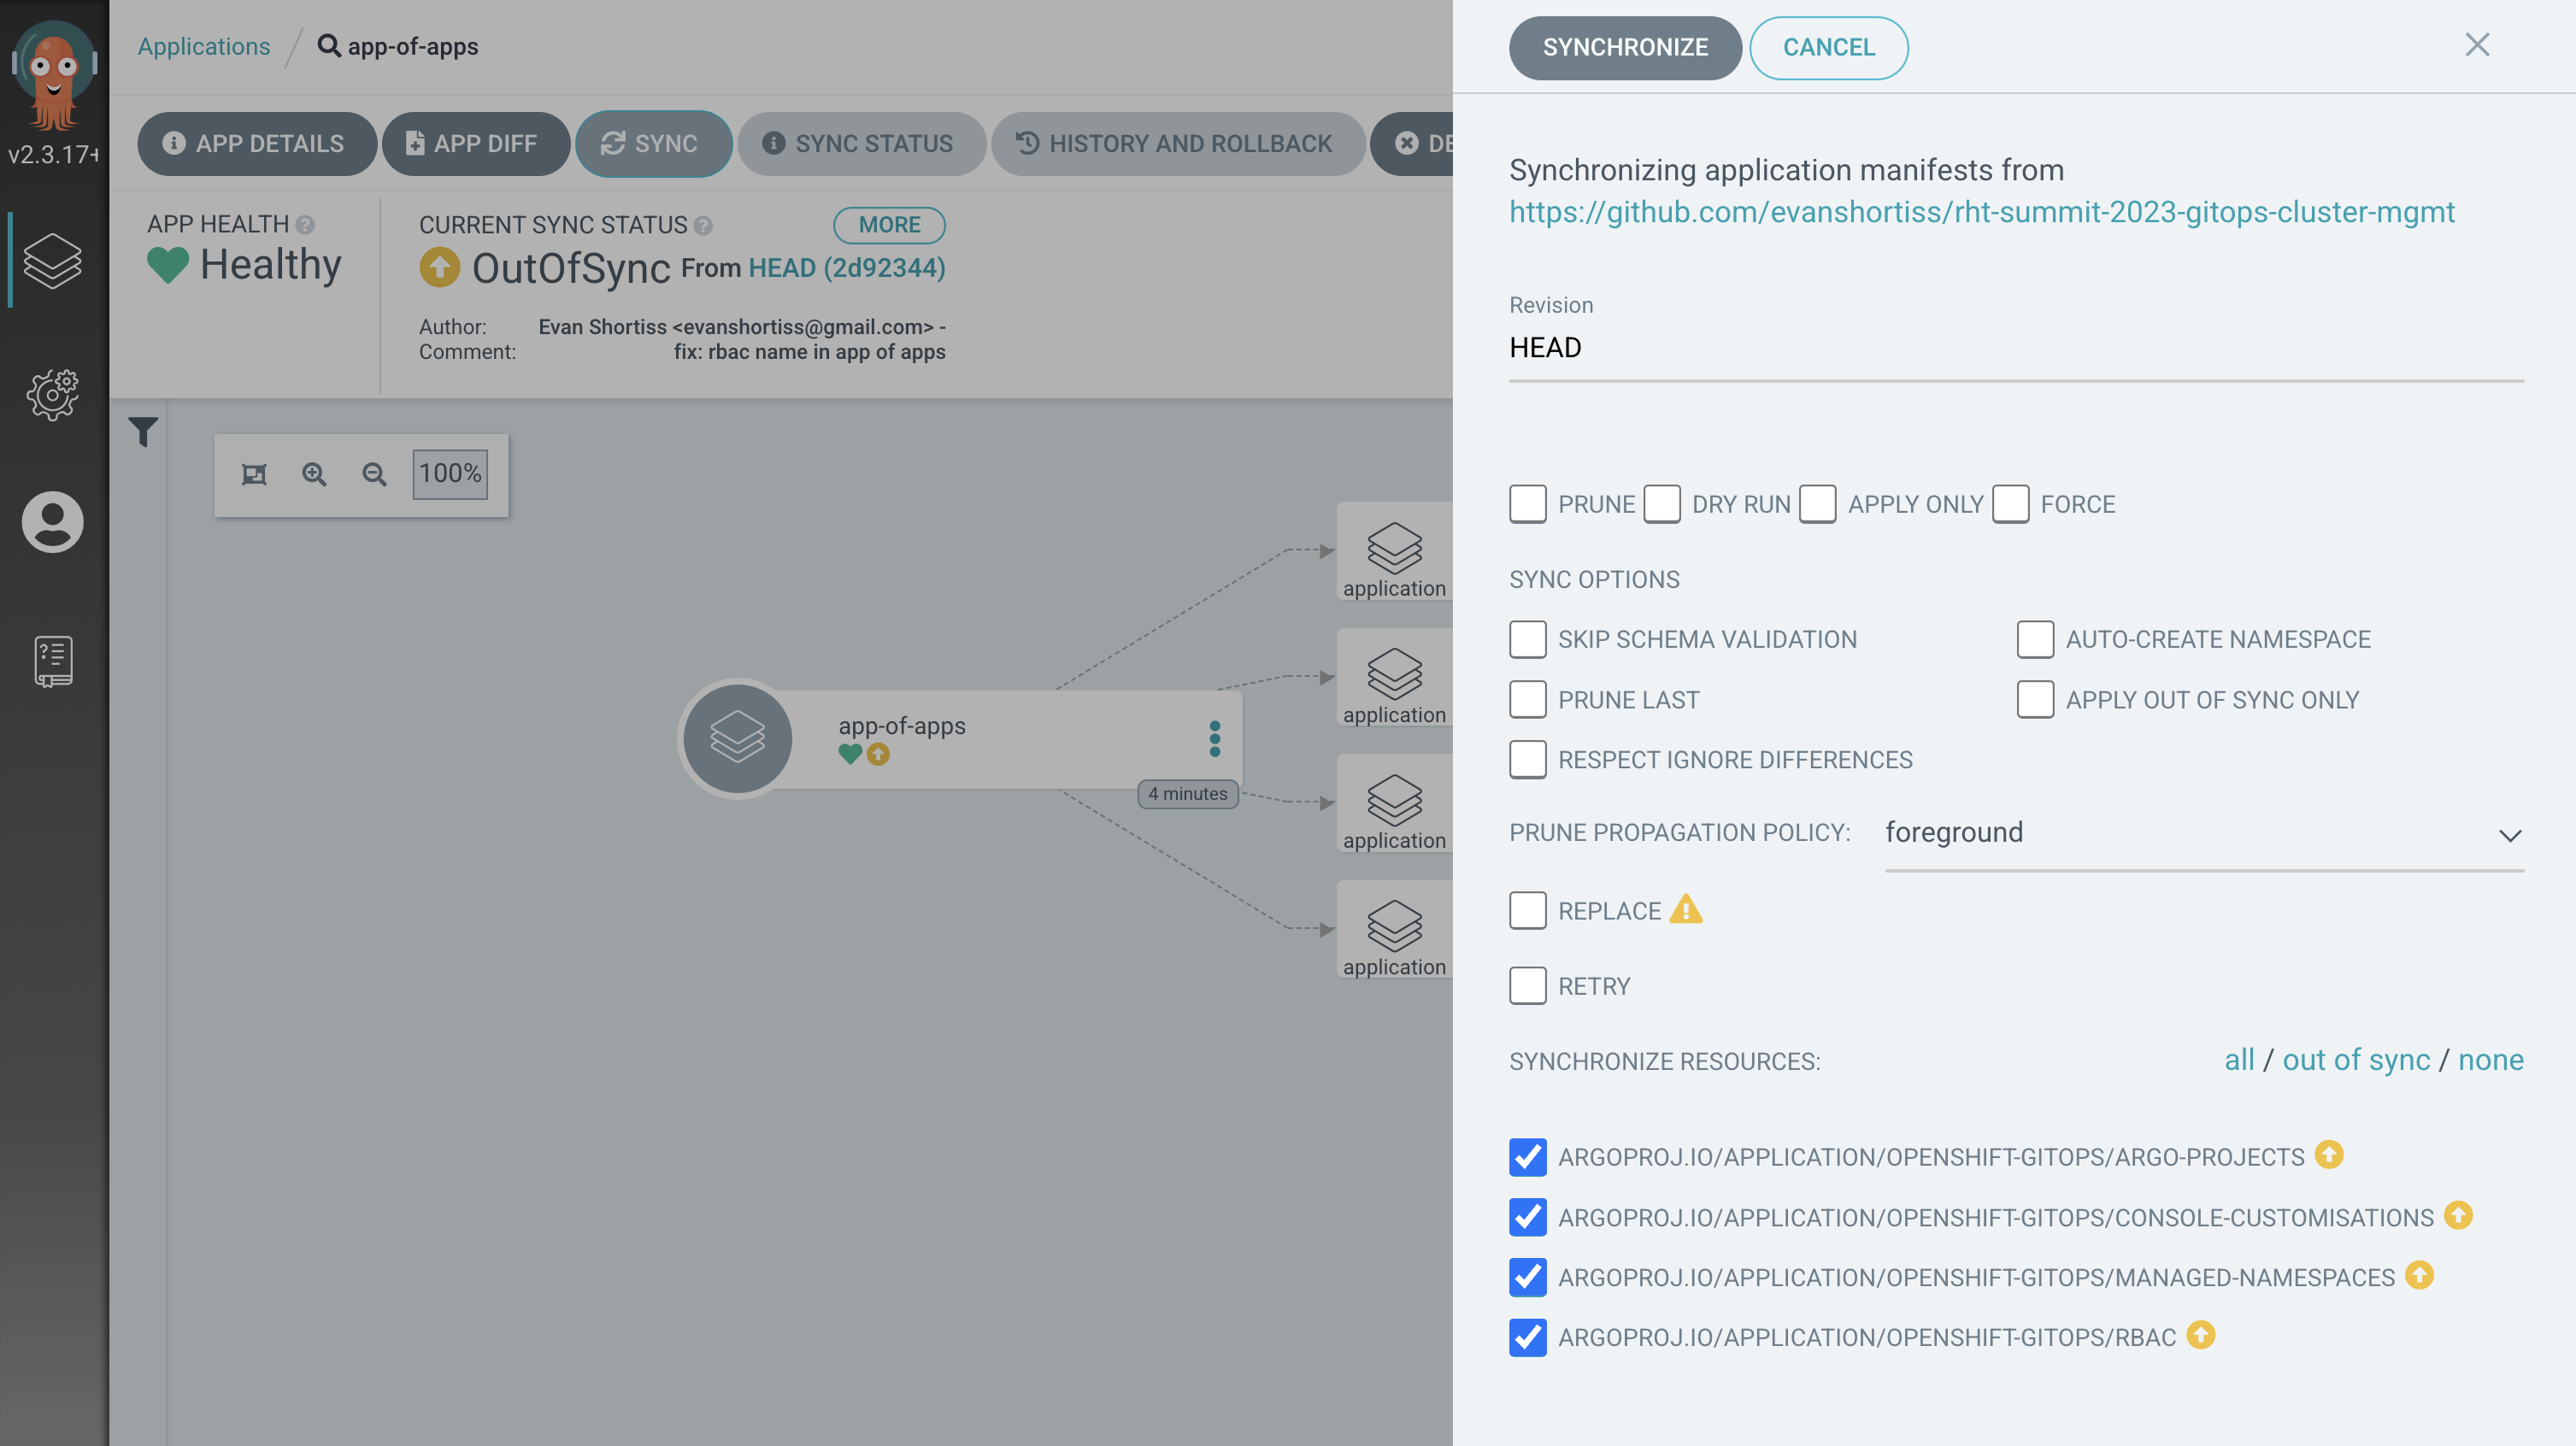 Applications / app-of-apps
v2.3.17+
APP DETAILS
APP DIFF
SYNC
SYNC STATUS
HISTORY AND ROLLBACK
DE
APP HEALTH
Healthy
CURRENT SYNC STATUS
MORE
OutOfSync From HEAD (2d92344)
Author: Evan Shortiss <evanshortiss@gmail.com> -
Comment: fix: rbac name in app of apps
100%
app-of-apps
4 minutes
application
application
application
application
SYNCHRONIZE
CANCEL
Synchronizing application manifests from
https://github.com/evanshortiss/rht-summit-2023-gitops-cluster-mgmt
Revision
HEAD
PRUNE DRY RUN APPLY ONLY FORCE
SYNC OPTIONS
SKIP SCHEMA VALIDATION AUTO-CREATE NAMESPACE
PRUNE LAST APPLY OUT OF SYNC ONLY
RESPECT IGNORE DIFFERENCES
PRUNE PROPAGATION POLICY: foreground
REPLACE
RETRY
SYNCHRONIZE RESOURCES: all / out of sync / none
ARGOPROJ.IO/APPLICATION/OPENSHIFT-GITOPS/ARGO-PROJECTS
ARGOPROJ.IO/APPLICATION/OPENSHIFT-GITOPS/CONSOLE-CUSTOMISATIONS
ARGOPROJ.IO/APPLICATION/OPENSHIFT-GITOPS/MANAGED-NAMESPACES
ARGOPROJ.IO/APPLICATION/OPENSHIFT-GITOPS/RBAC